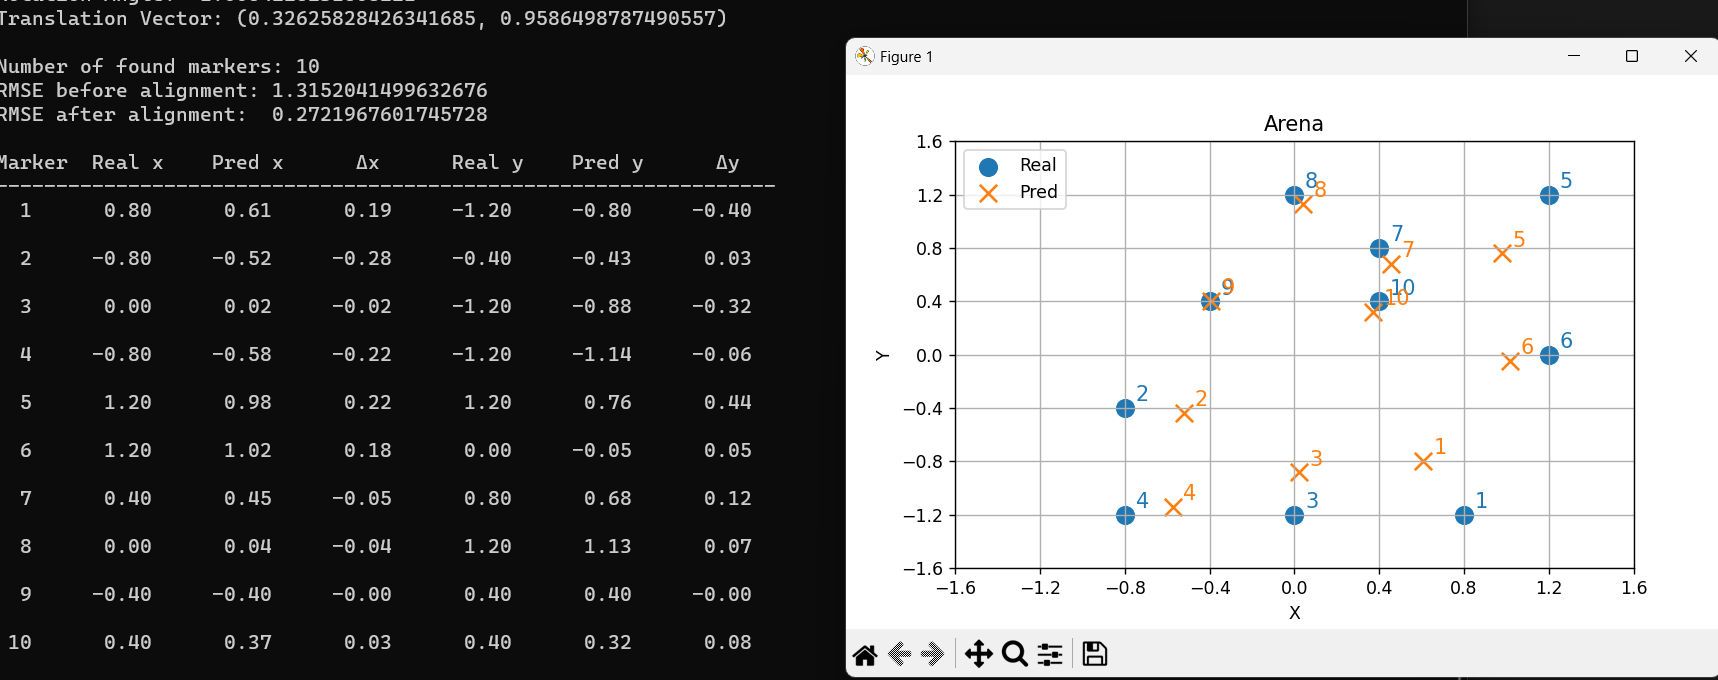 Translation Vector: (0.32625828426341685, 0.9586498787490557)
Number of found markers: 10
RMSE before alignment: 1.3152041499632676
RMSE after alignment: 0.2721967601745728
Marker Real x Pred x Δx Real y Pred y Δy
1 0.80 0.61 0.19 −1.20 −0.80 −0.40
2 −0.80 −0.52 −0.28 −0.40 −0.43 0.03
3 0.00 0.02 −0.02 −1.20 −0.88 −0.32
4 −0.80 −0.58 −0.22 −1.20 −1.14 −0.06
5 1.20 0.98 0.22 1.20 0.76 0.44
6 1.20 1.02 0.18 0.00 −0.05 0.05
7 0.40 0.45 −0.05 0.80 0.68 0.12
8 0.00 0.04 −0.04 1.20 1.13 0.07
9 −0.40 −0.40 −0.00 0.40 0.40 −0.00
10 0.40 0.37 0.03 0.40 0.32 0.08
Figure 1
Arena
Real
Pred
1.6
1.2
0.8
0.4
0.0
−0.4
−0.8
−1.2
−1.6
Y
8
8
5
7
7
5
9
9
10
10
6
6
2
2
1
3
4
4
3
1
−1.6 −1.2 −0.8 −0.4 0.0 0.4 0.8 1.2 1.6
X